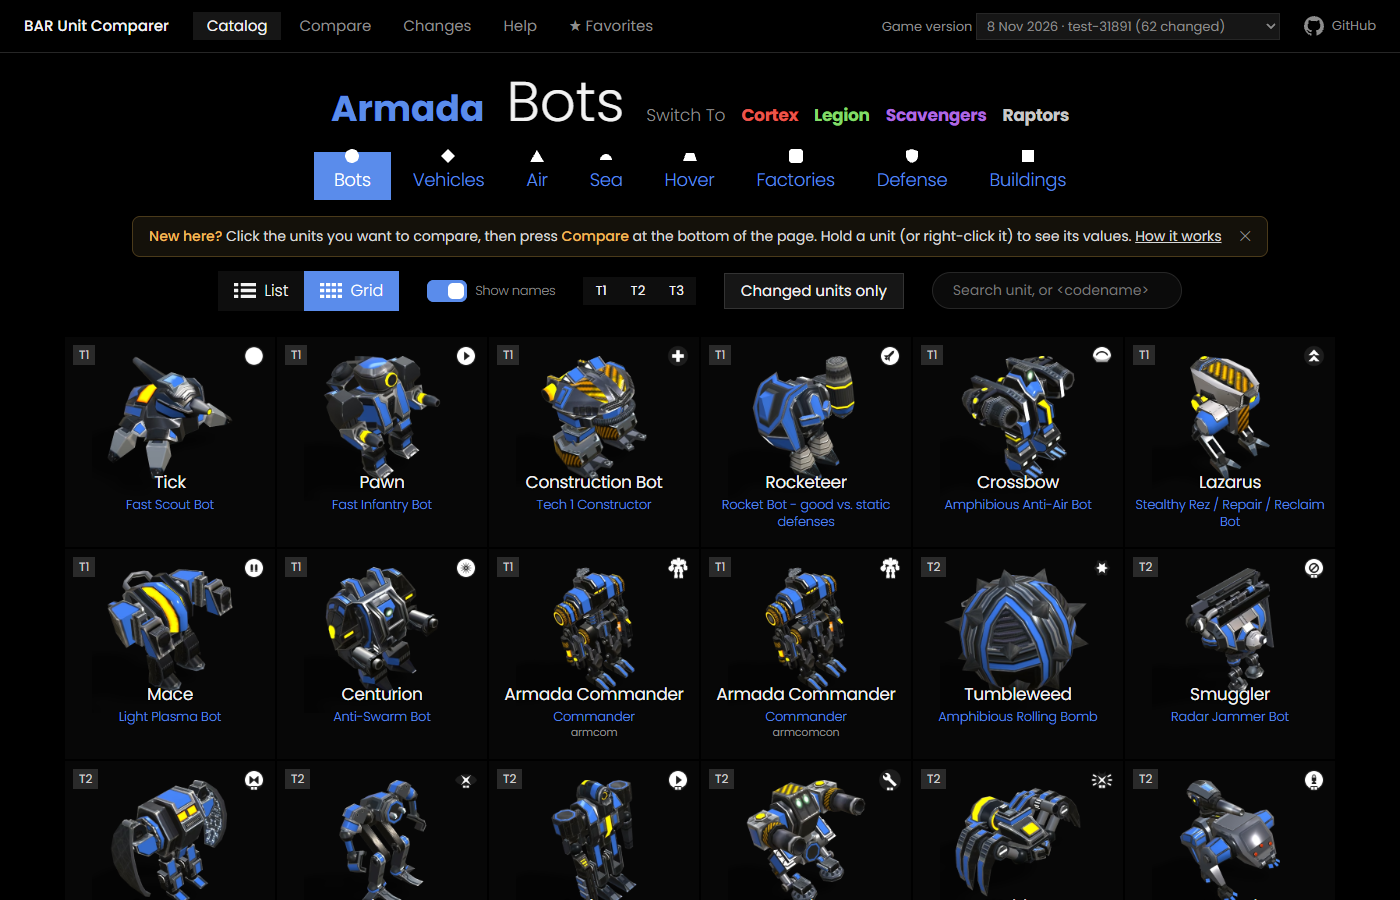 BAR Unit Comparer Catalog Compare Changes Help ★ Favorites Game version 8 Nov 2026 · test-31891 (62 changed) GitHub
Armada Bots Switch To Cortex Legion Scavengers Raptors
Bots Vehicles Air Sea Hover Factories Defense Buildings
New here? Click the units you want to compare, then press Compare at the bottom of the page. Hold a unit (or right-click it) to see its values. How it works
List Grid Show names T1 T2 T3 Changed units only Search unit, or <codename>
T1 T1 T1 T1 T1 T1
Tick Pawn Construction Bot Rocketeer Crossbow Lazarus
Fast Scout Bot Fast Infantry Bot Tech 1 Constructor Rocket Bot - good vs. static Amphibious Anti-Air Bot Stealthy Rez / Repair / Reclaim
defenses Bot
T1 T1 T1 T1 T2 T2
Mace Centurion Armada Commander Armada Commander Tumbleweed Smuggler
Light Plasma Bot Anti-Swarm Bot Commander Commander Amphibious Rolling Bomb Radar Jammer Bot
armcom armcomcon
T2 T2 T2 T2 T2 T2